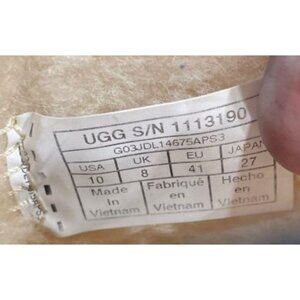 UGG S/N 1113190
G03JDL14675APS3
USA UK EU JAPAN
10 8 41 27
Made in Vietnam Fabriqué en Vietnam Hecho en Vietnam